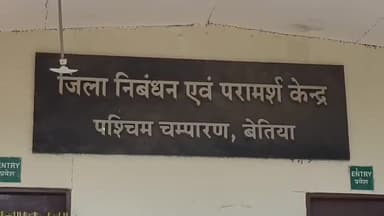 जिला निबंधन एवं परामर्श केन्द्र
पश्चिम चम्पारण, बेतिया
ENTRY
प्रवेश
ENTRY
प्रवेश